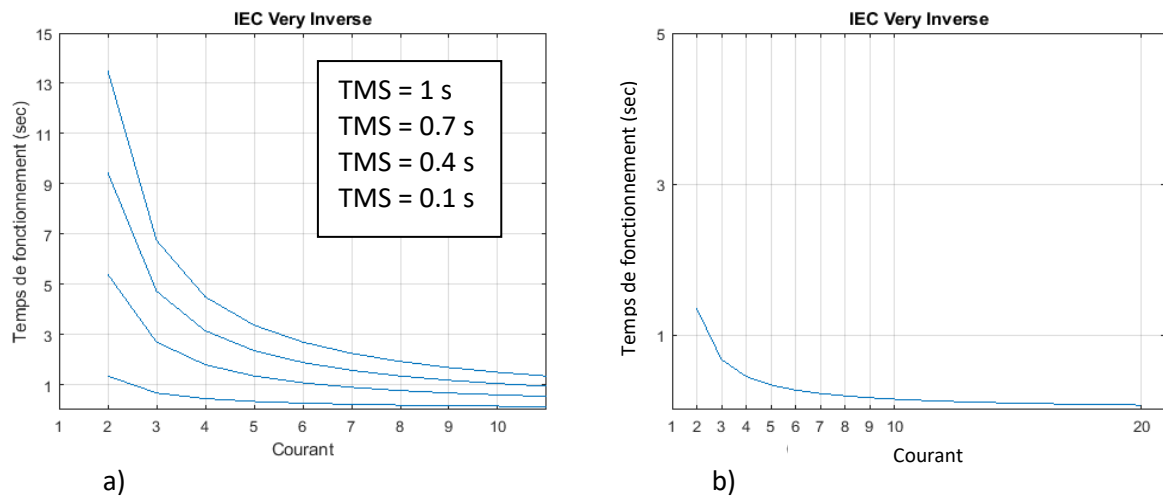 IEC Very Inverse
15
13
11
9
7
5
3
1
Temps de fonctionnement (sec)
TMS = 1 s
TMS = 0.7 s
TMS = 0.4 s
TMS = 0.1 s
1 2 3 4 5 6 7 8 9 10
Courant
a)
IEC Very Inverse
5
3
1
Temps de fonctionnement (sec)
1 2 3 4 5 6 7 8 9 10 20
Courant
b)